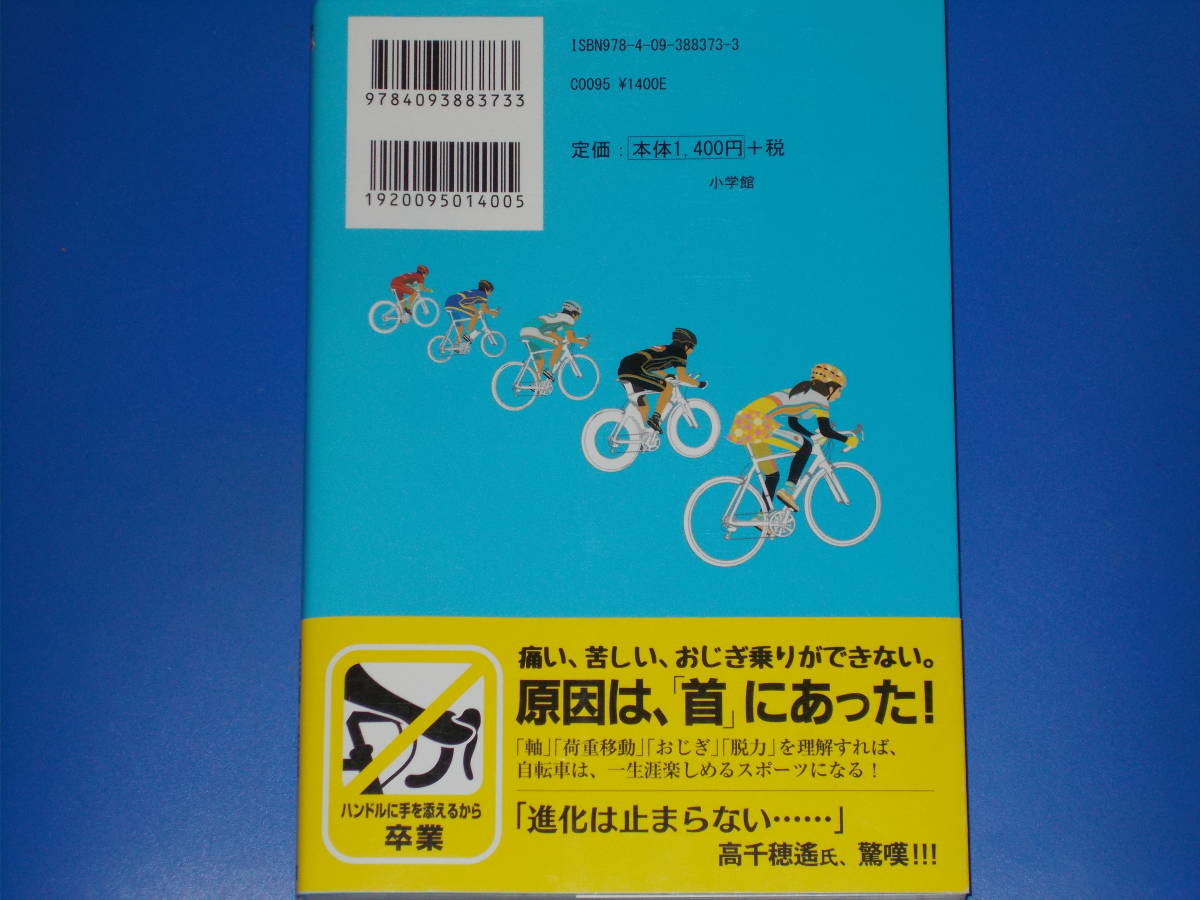 ISBN978-4-09-388373-3
C0095 ¥1400E
9784093883733
1920095014005
定価:本体1,400円+税
小学館
痛い、苦しい、おじぎ乗りができない。
原因は、「首」にあった!
「軸」「荷重移動」「おじぎ」「脱力」を理解すれば、
自転車は、一生涯楽しめるスポーツになる!
ハンドルに手を添えるから
卒業
「進化は止まらない……」
高千穂遙氏、驚嘆!!!